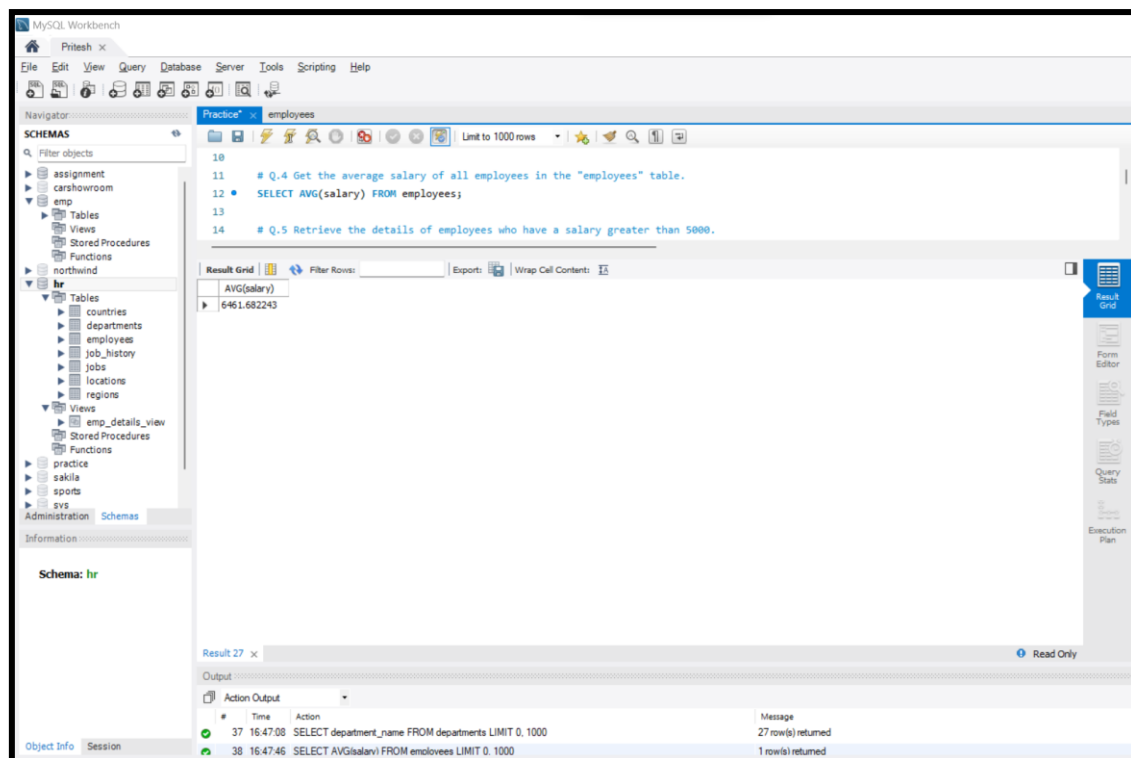 MySQL Workbench
Pritesh ×
File Edit View Query Database Server Tools Scripting Help
Navigator
SCHEMAS
Filter objects
assignment
carshowroom
emp
Tables
Views
Stored Procedures
Functions
northwind
hr
Tables
countries
departments
employees
job_history
jobs
locations
regions
Views
emp_details_view
Stored Procedures
Functions
practice
sakila
sports
sys
Administration Schemas
Information
Schema: hr
Object Info Session
Practice* × employees
Limit to 1000 rows
10
11 # Q.4 Get the average salary of all employees in the "employees" table.
12 SELECT AVG(salary) FROM employees;
13
14 # Q.5 Retrieve the details of employees who have a salary greater than 5000.
Result Grid Filter Rows: Export: Wrap Cell Content:
AVG(salary)
6461.682243
Result
Grid
Form
Editor
Field
Types
Query
Stats
Execution
Plan
Result 27 × Read Only
Output
Action Output
# Time Action Message
37 16:47:08 SELECT department_name FROM departments LIMIT 0, 1000 27 row(s) returned
38 16:47:46 SELECT AVG(salary) FROM employees LIMIT 0, 1000 1 row(s) returned